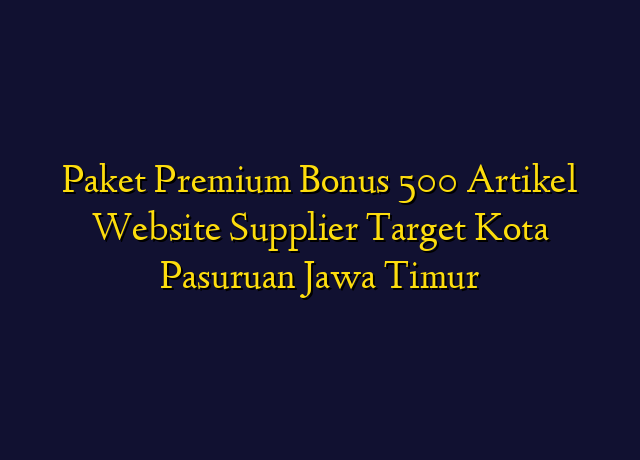 Paket Premium Bonus 500 Artikel
Website Supplier Target Kota
Pasuruan Jawa Timur